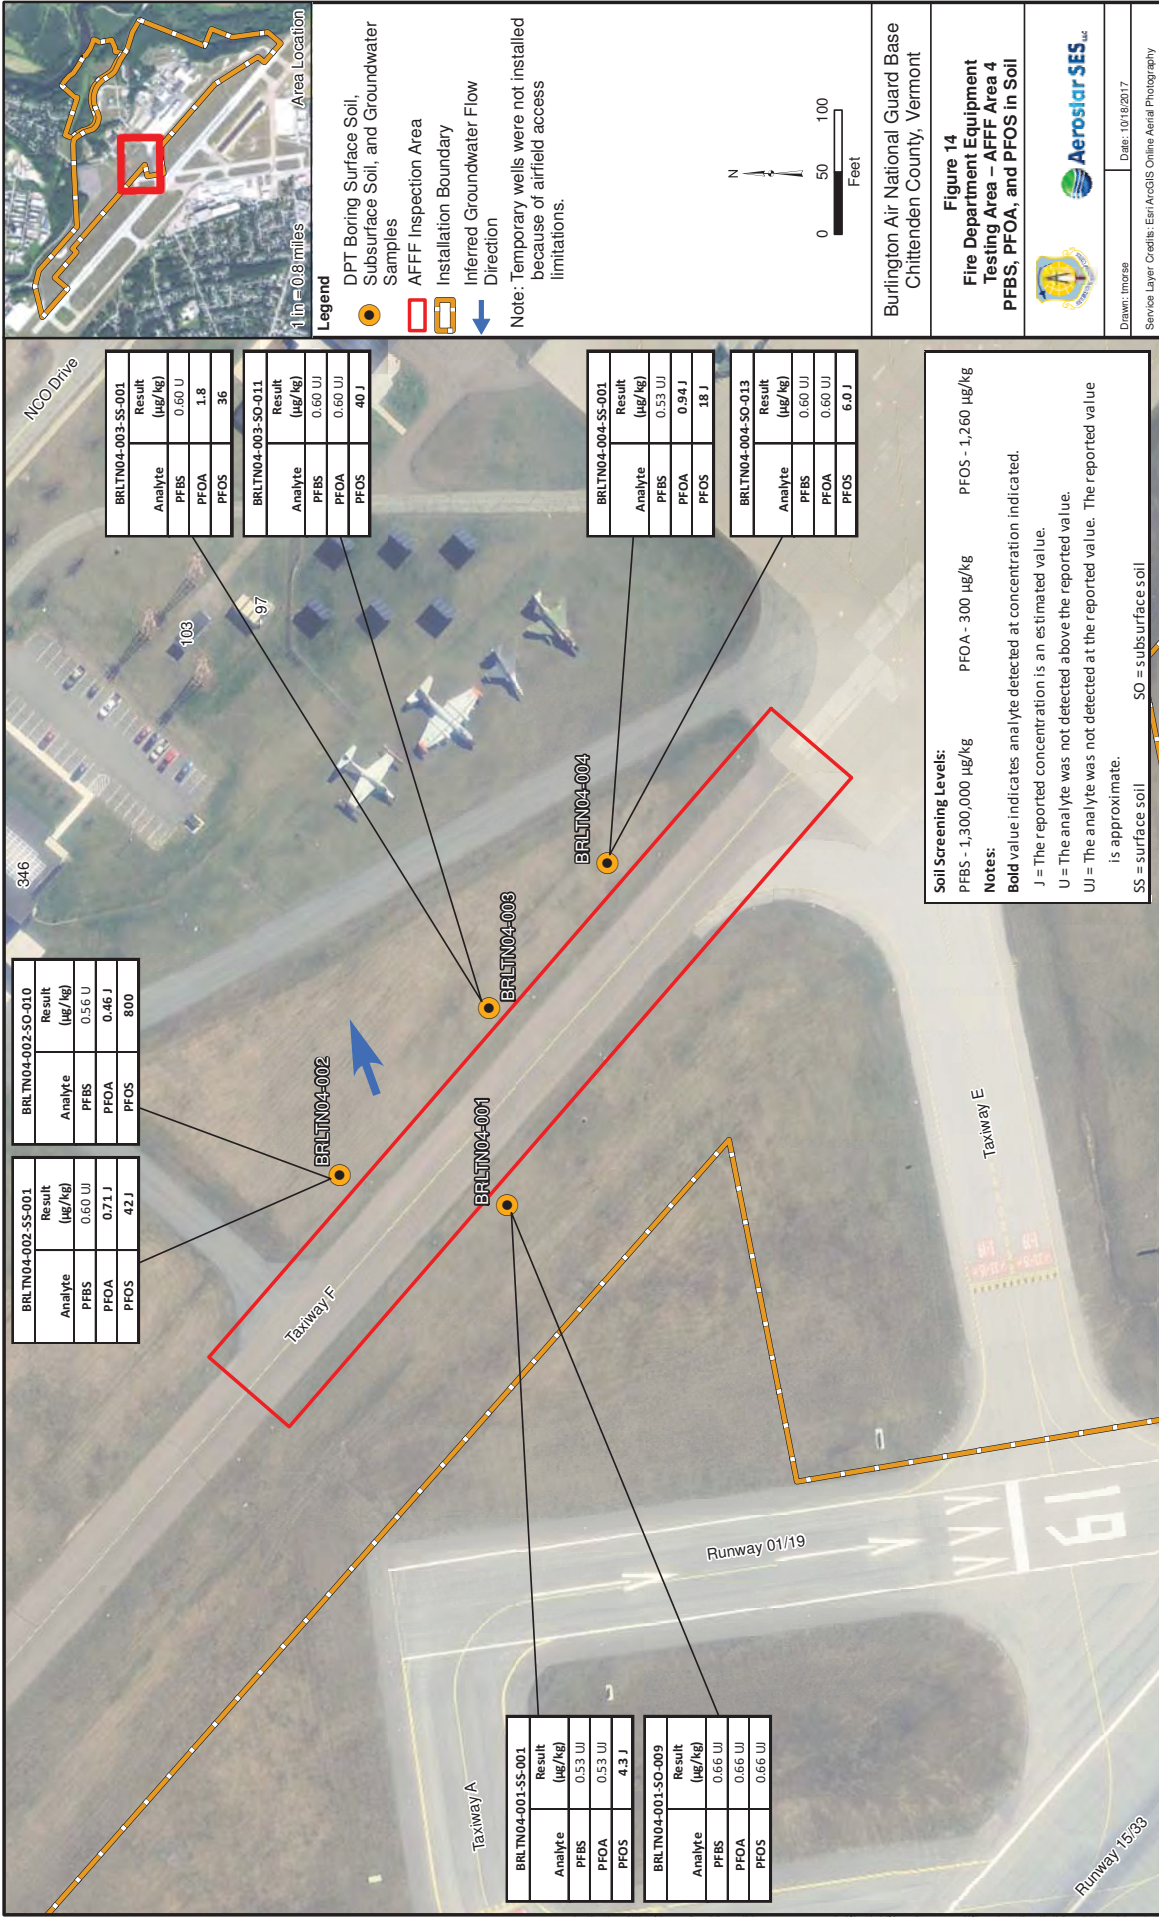 NCO Drive
346
103
97
BRLTN04-002-SS-001
Analyte Result (µg/kg)
PFBS 0.60 UJ
PFOA 0.71 J
PFOS 42 J
BRLTN04-002-SO-010
Analyte Result (µg/kg)
PFBS 0.56 U
PFOA 0.46 J
PFOS 800
BRLTN04-003-SS-001
Analyte Result (µg/kg)
PFBS 0.60 U
PFOA 1.8
PFOS 36
BRLTN04-003-SO-011
Analyte Result (µg/kg)
PFBS 0.60 UJ
PFOA 0.60 UJ
PFOS 40 J
BRLTN04-004-SS-001
Analyte Result (µg/kg)
PFBS 0.53 UJ
PFOA 0.94 J
PFOS 18 J
BRLTN04-004-SO-013
Analyte Result (µg/kg)
PFBS 0.60 UJ
PFOA 0.60 UJ
PFOS 6.0 J
BRLTN04-001-SS-001
Analyte Result (µg/kg)
PFBS 0.53 UJ
PFOA 0.53 UJ
PFOS 4.3 J
BRLTN04-001-SO-009
Analyte Result (µg/kg)
PFBS 0.66 UJ
PFOA 0.66 UJ
PFOS 0.66 UJ
BRLTN04-002
BRLTN04-001
BRLTN04-003
BRLTN04-004
Taxiway F
Taxiway A
Taxiway E
Runway 01/19
Runway 15/33
19
Soil Screening Levels:
PFBS - 1,300,000 µg/kg PFOA - 300 µg/kg PFOS - 1,260 µg/kg
Notes:
Bold value indicates analyte detected at concentration indicated.
J = The reported concentration is an estimated value.
U = The analyte was not detected above the reported value.
UJ = The analyte was not detected at the reported value. The reported value
is approximate.
SS = surface soil SO = subsurface soil
1 in = 0.8 miles Area Location
Legend
DPT Boring Surface Soil,
Subsurface Soil, and Groundwater
Samples
AFFF Inspection Area
Installation Boundary
Inferred Groundwater Flow
Direction
Note: Temporary wells were not installed
because of airfield access
limitations.
N
0 50 100
Feet
Burlington Air National Guard Base
Chittenden County, Vermont
Figure 14
Fire Department Equipment
Testing Area – AFFF Area 4
PFBS, PFOA, and PFOS in Soil
Aerostar SES LLC
Drawn: tmorse Date: 10/18/2017
Service Layer Credits: Esri ArcGIS Online Aerial Photography